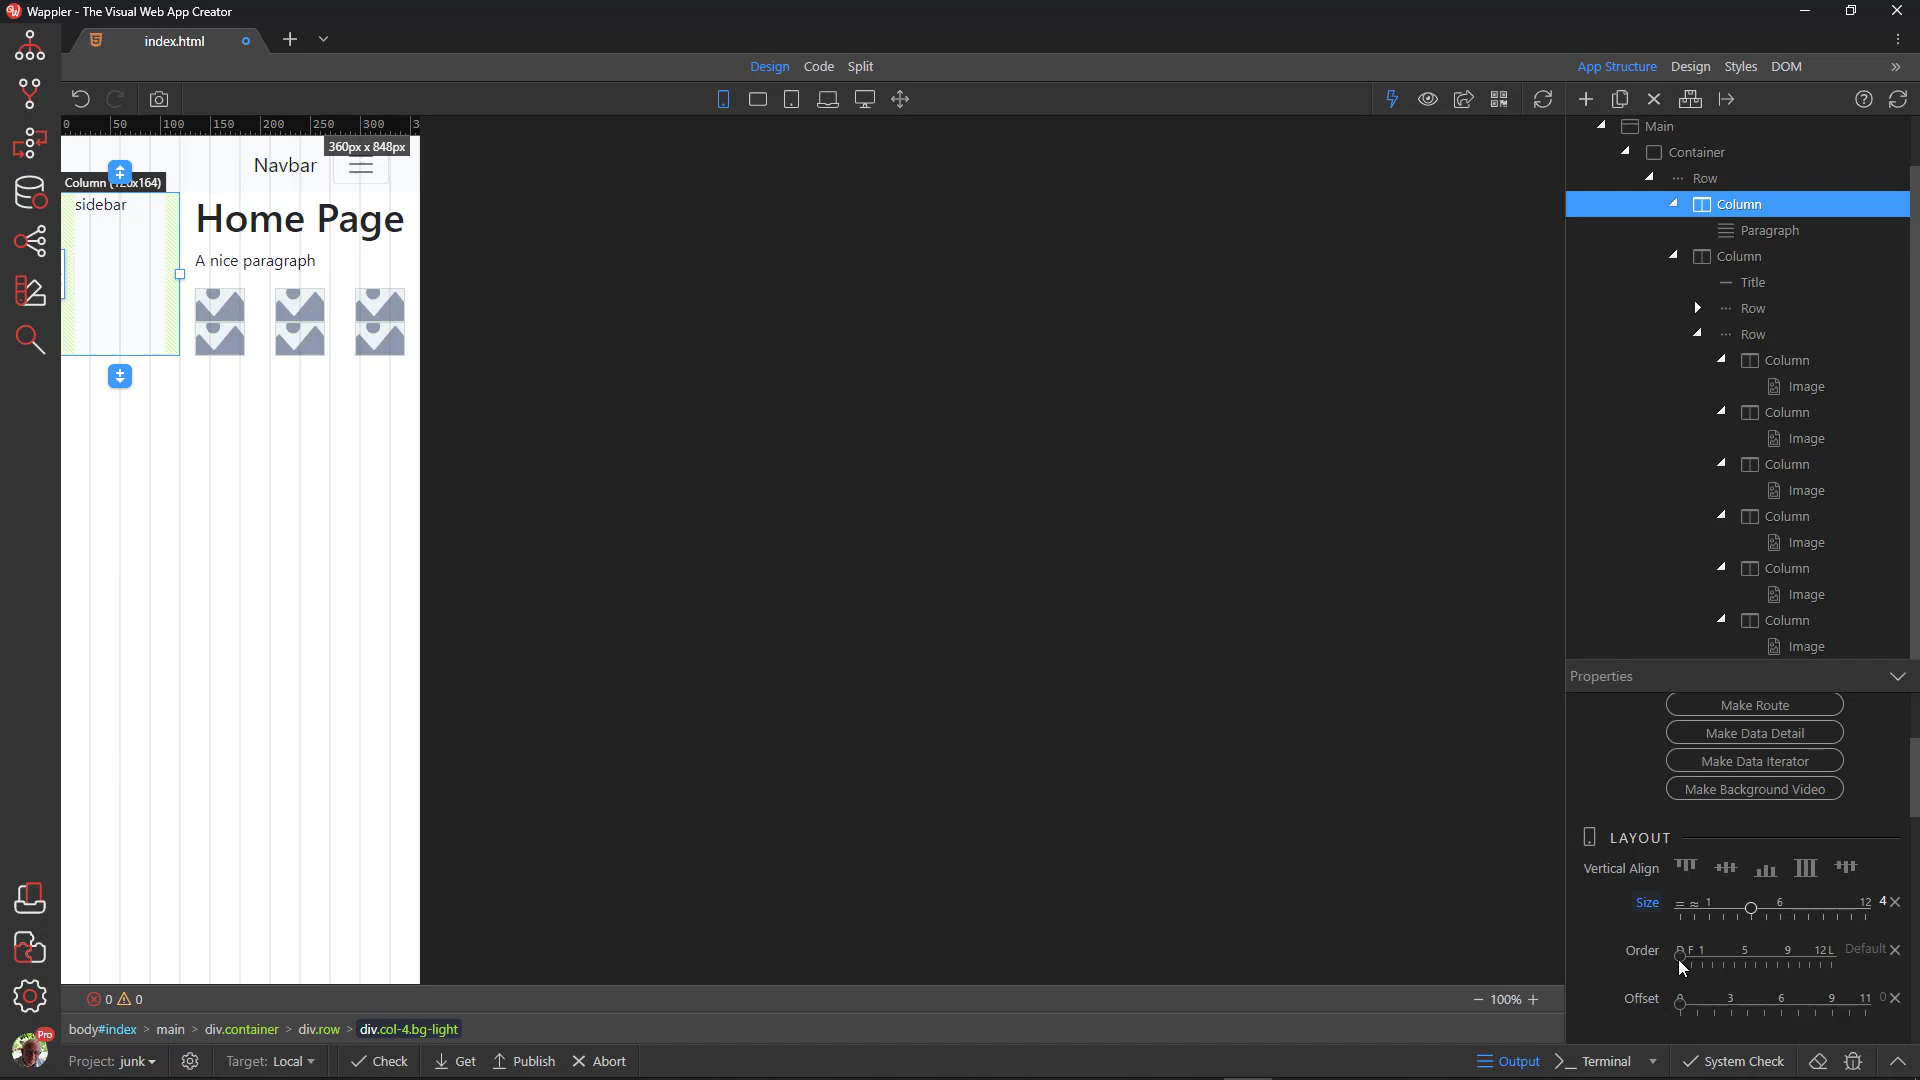 Wappler - The Visual Web App Creator
index.html
Design Code Split
App Structure Design Styles DOM
0 50 100 150 200 250 300 3
360px x 848px
Navbar
Column (120x164)
sidebar
Home Page
A nice paragraph
Main
Container
Row
Column
Paragraph
Column
Title
Row
Row
Column
Image
Column
Image
Column
Image
Column
Image
Column
Image
Column
Image
Properties
Make Route
Make Data Detail
Make Data Iterator
Make Background Video
LAYOUT
Vertical Align
Size = ≈ 1 6 12 4
Order D F 1 5 9 12 L Default
Offset 0 3 6 9 11 0
0 0
100%
body#index > main > div.container > div.row > div.col-4.bg-light
Pro
Project: junk Target: Local Check Get Publish Abort Output Terminal System Check